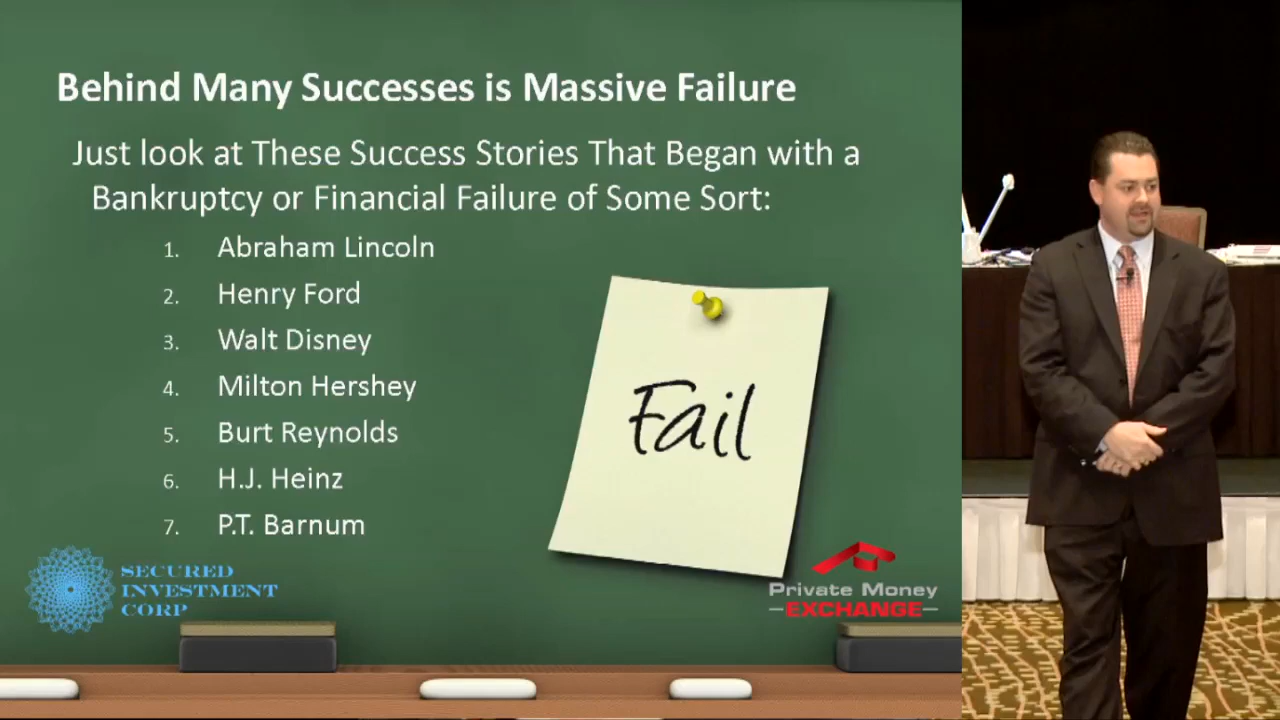 Behind Many Successes is Massive Failure
Just look at These Success Stories That Began with a
Bankruptcy or Financial Failure of Some Sort:
1. Abraham Lincoln
2. Henry Ford
3. Walt Disney
4. Milton Hershey
5. Burt Reynolds
6. H.J. Heinz
7. P.T. Barnum
Fail
SECURED
INVESTMENT
CORP
Private Money
EXCHANGE